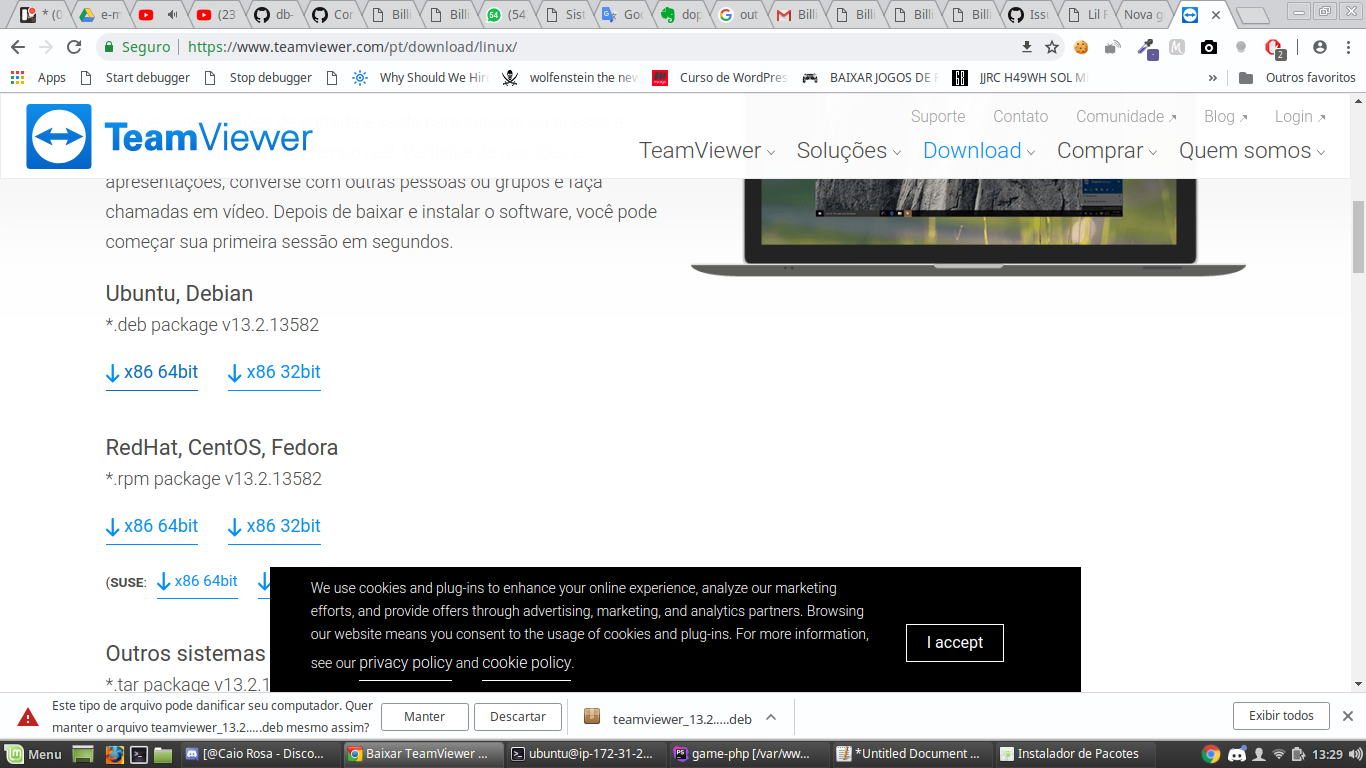 * (0
e-m
(23
db-
Cor
Billi
Billi
(54
Sist
Goo
dop
out
Billi
Billi
Billi
Billi
Issu
Lil P
Nova g
Seguro
https://www.teamviewer.com/pt/download/linux/
2
Apps
Start debugger
Stop debugger
Why Should We Hir
wolfenstein the new
Curso de WordPres
BAIXAR JOGOS DE
JJRC H49WH SOL M
»
Outros favoritos
TeamViewer
Suporte
Contato
Comunidade
Blog
Login
TeamViewer
Soluções
Download
Comprar
Quem somos
apresentações, converse com outras pessoas ou grupos e faça
chamadas em vídeo. Depois de baixar e instalar o software, você pode
começar sua primeira sessão em segundos.
Ubuntu, Debian
*.deb package v13.2.13582
x86 64bit
x86 32bit
RedHat, CentOS, Fedora
*.rpm package v13.2.13582
x86 64bit
x86 32bit
(SUSE:
x86 64bit
Outros sistemas
*.tar package v13.2.1
We use cookies and plug-ins to enhance your online experience, analyze our marketing
efforts, and provide offers through advertising, marketing, and analytics partners. Browsing
our website means you consent to the usage of cookies and plug-ins. For more information,
see our privacy policy and cookie policy.
I accept
Este tipo de arquivo pode danificar seu computador. Quer
manter o arquivo teamviewer_13.2.....deb mesmo assim?
Manter
Descartar
teamviewer_13.2.....deb
Exibir todos
Menu
[@Caio Rosa - Disco...
Baixar TeamViewer ...
ubuntu@ip-172-31-2...
game-php [/var/ww...
*Untitled Document ...
Instalador de Pacotes
13:29